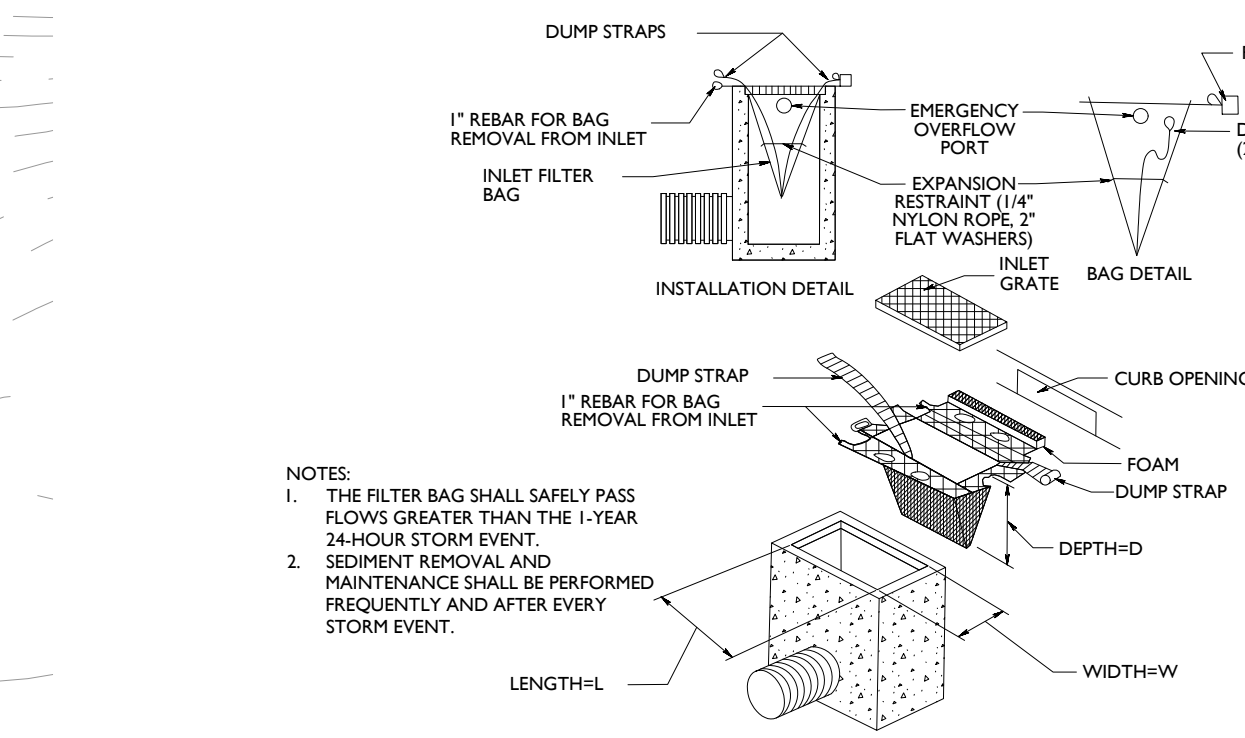 DUMP STRAPS
1" REBAR FOR BAG
REMOVAL FROM INLET
INLET FILTER
BAG
EMERGENCY
OVERFLOW
PORT
EXPANSION
RESTRAINT (1/4"
NYLON ROPE, 2"
FLAT WASHERS)
INSTALLATION DETAIL
BAG DETAIL
INLET
GRATE
DUMP STRAP
1" REBAR FOR BAG
REMOVAL FROM INLET
CURB OPENING
FOAM
DUMP STRAP
DEPTH=D
NOTES:
1. THE FILTER BAG SHALL SAFELY PASS
FLOWS GREATER THAN THE 1-YEAR
24-HOUR STORM EVENT.
2. SEDIMENT REMOVAL AND
MAINTENANCE SHALL BE PERFORMED
FREQUENTLY AND AFTER EVERY
STORM EVENT.
LENGTH=L
WIDTH=W